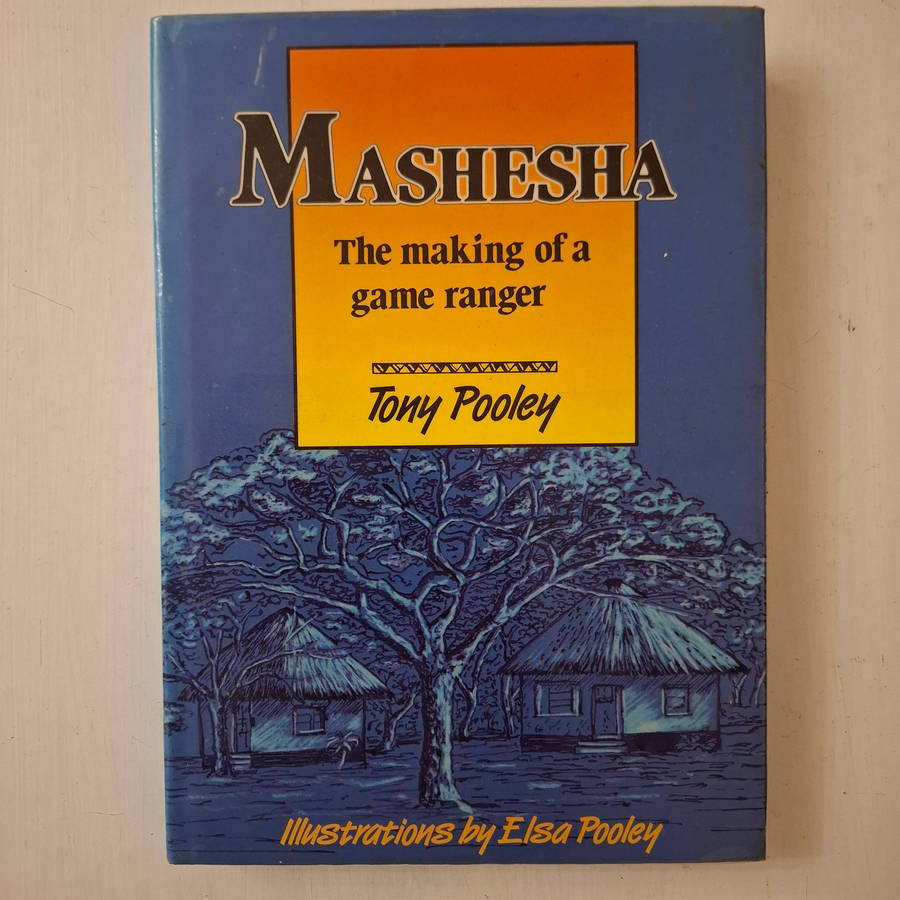 MASHESHA
The making of a
game ranger
Tony Pooley
Illustrations by Elsa Pooley